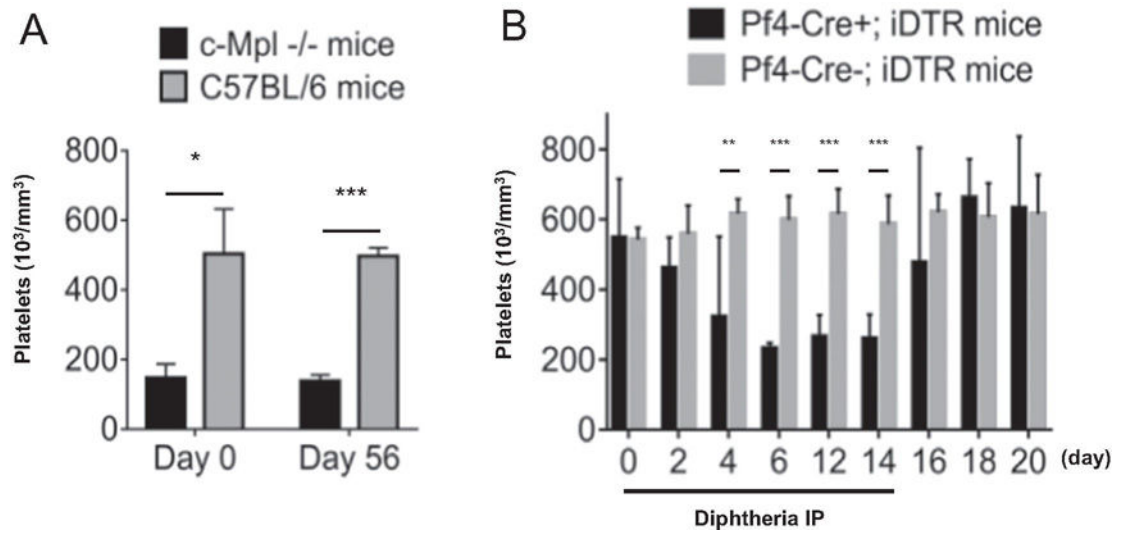 A
c-Mpl -/- mice
C57BL/6 mice
Platelets (10³/mm³)
800
600
400
200
0
*
***
Day 0 Day 56
B
Pf4-Cre+; iDTR mice
Pf4-Cre-; iDTR mice
Platelets (10³/mm³)
800
600
400
200
0
** *** *** ***
0 2 4 6 12 14 16 18 20 (day)
Diphtheria IP